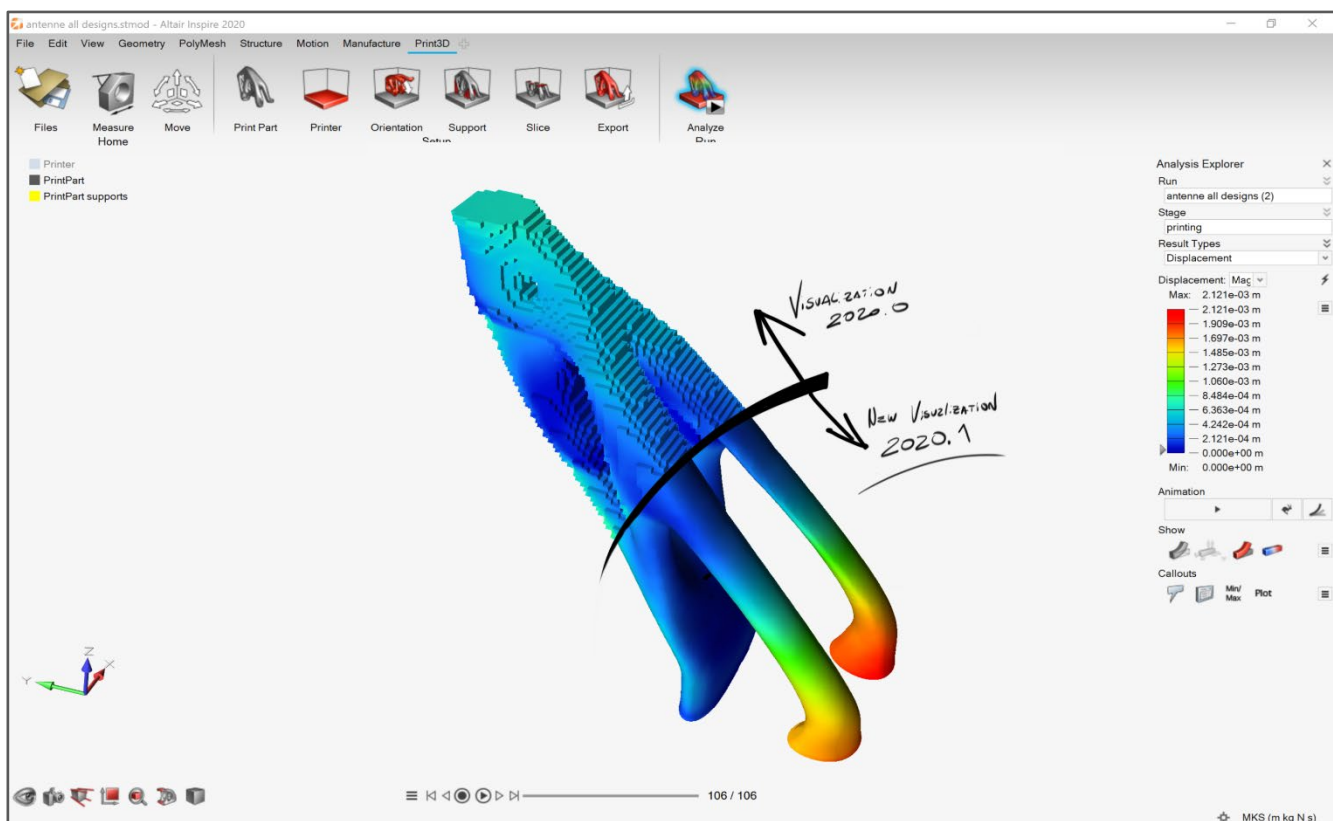 antenne all designs.stmod - Altair Inspire 2020
File Edit View Geometry PolyMesh Structure Motion Manufacture Print3D
Files Measure Move Print Part Printer Orientation Support Slice Export Analyze
Home Setup Run
Printer
PrintPart
PrintPart supports
VISUALIZATION
2020.0
NEW VISUZLIZATION
2020.1
Analysis Explorer
Run
antenne all designs (2)
Stage
printing
Result Types
Displacement
Displacement: Mag
Max: 2.121e-03 m
2.121e-03 m
1.909e-03 m
1.697e-03 m
1.485e-03 m
1.273e-03 m
1.060e-03 m
8.484e-04 m
6.363e-04 m
4.242e-04 m
2.121e-04 m
0.000e+00 m
Min: 0.000e+00 m
Animation
Show
Callouts
Min/
Max Plot
Z
X
Y
106 / 106
MKS (m kg N s)